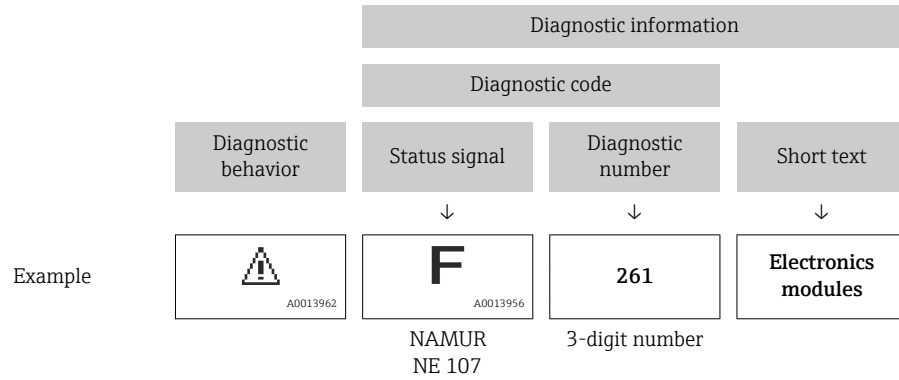 Diagnostic information
Diagnostic code
Diagnostic
behavior
Status signal
Diagnostic
number
Short text
↓ ↓ ↓
Example
A0013962
F
A0013956
261
Electronics
modules
NAMUR
NE 107
3-digit number